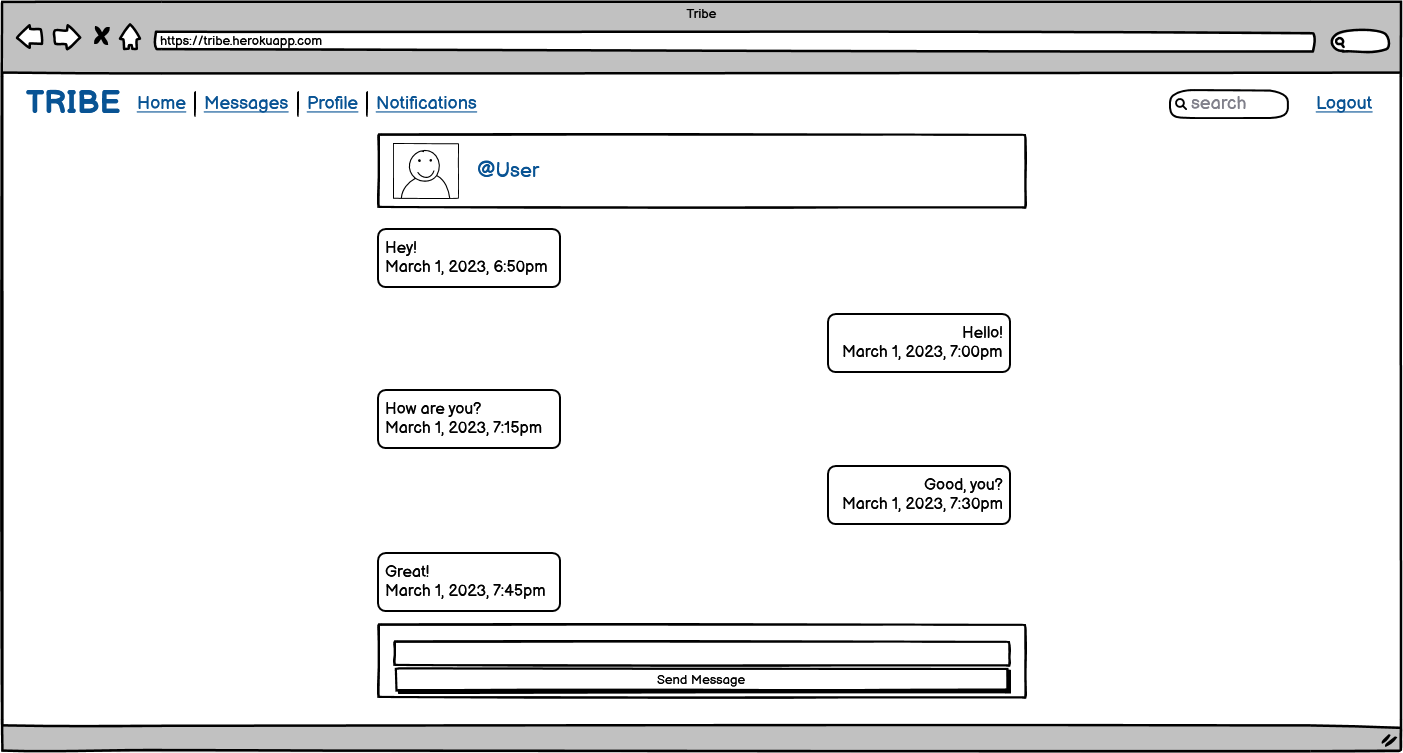 Tribe
https://tribe.herokuapp.com
TRIBE Home Messages Profile Notifications search Logout
@User
Hey!
March 1, 2023, 6:50pm
Hello!
March 1, 2023, 7:00pm
How are you?
March 1, 2023, 7:15pm
Good, you?
March 1, 2023, 7:30pm
Great!
March 1, 2023, 7:45pm
Send Message